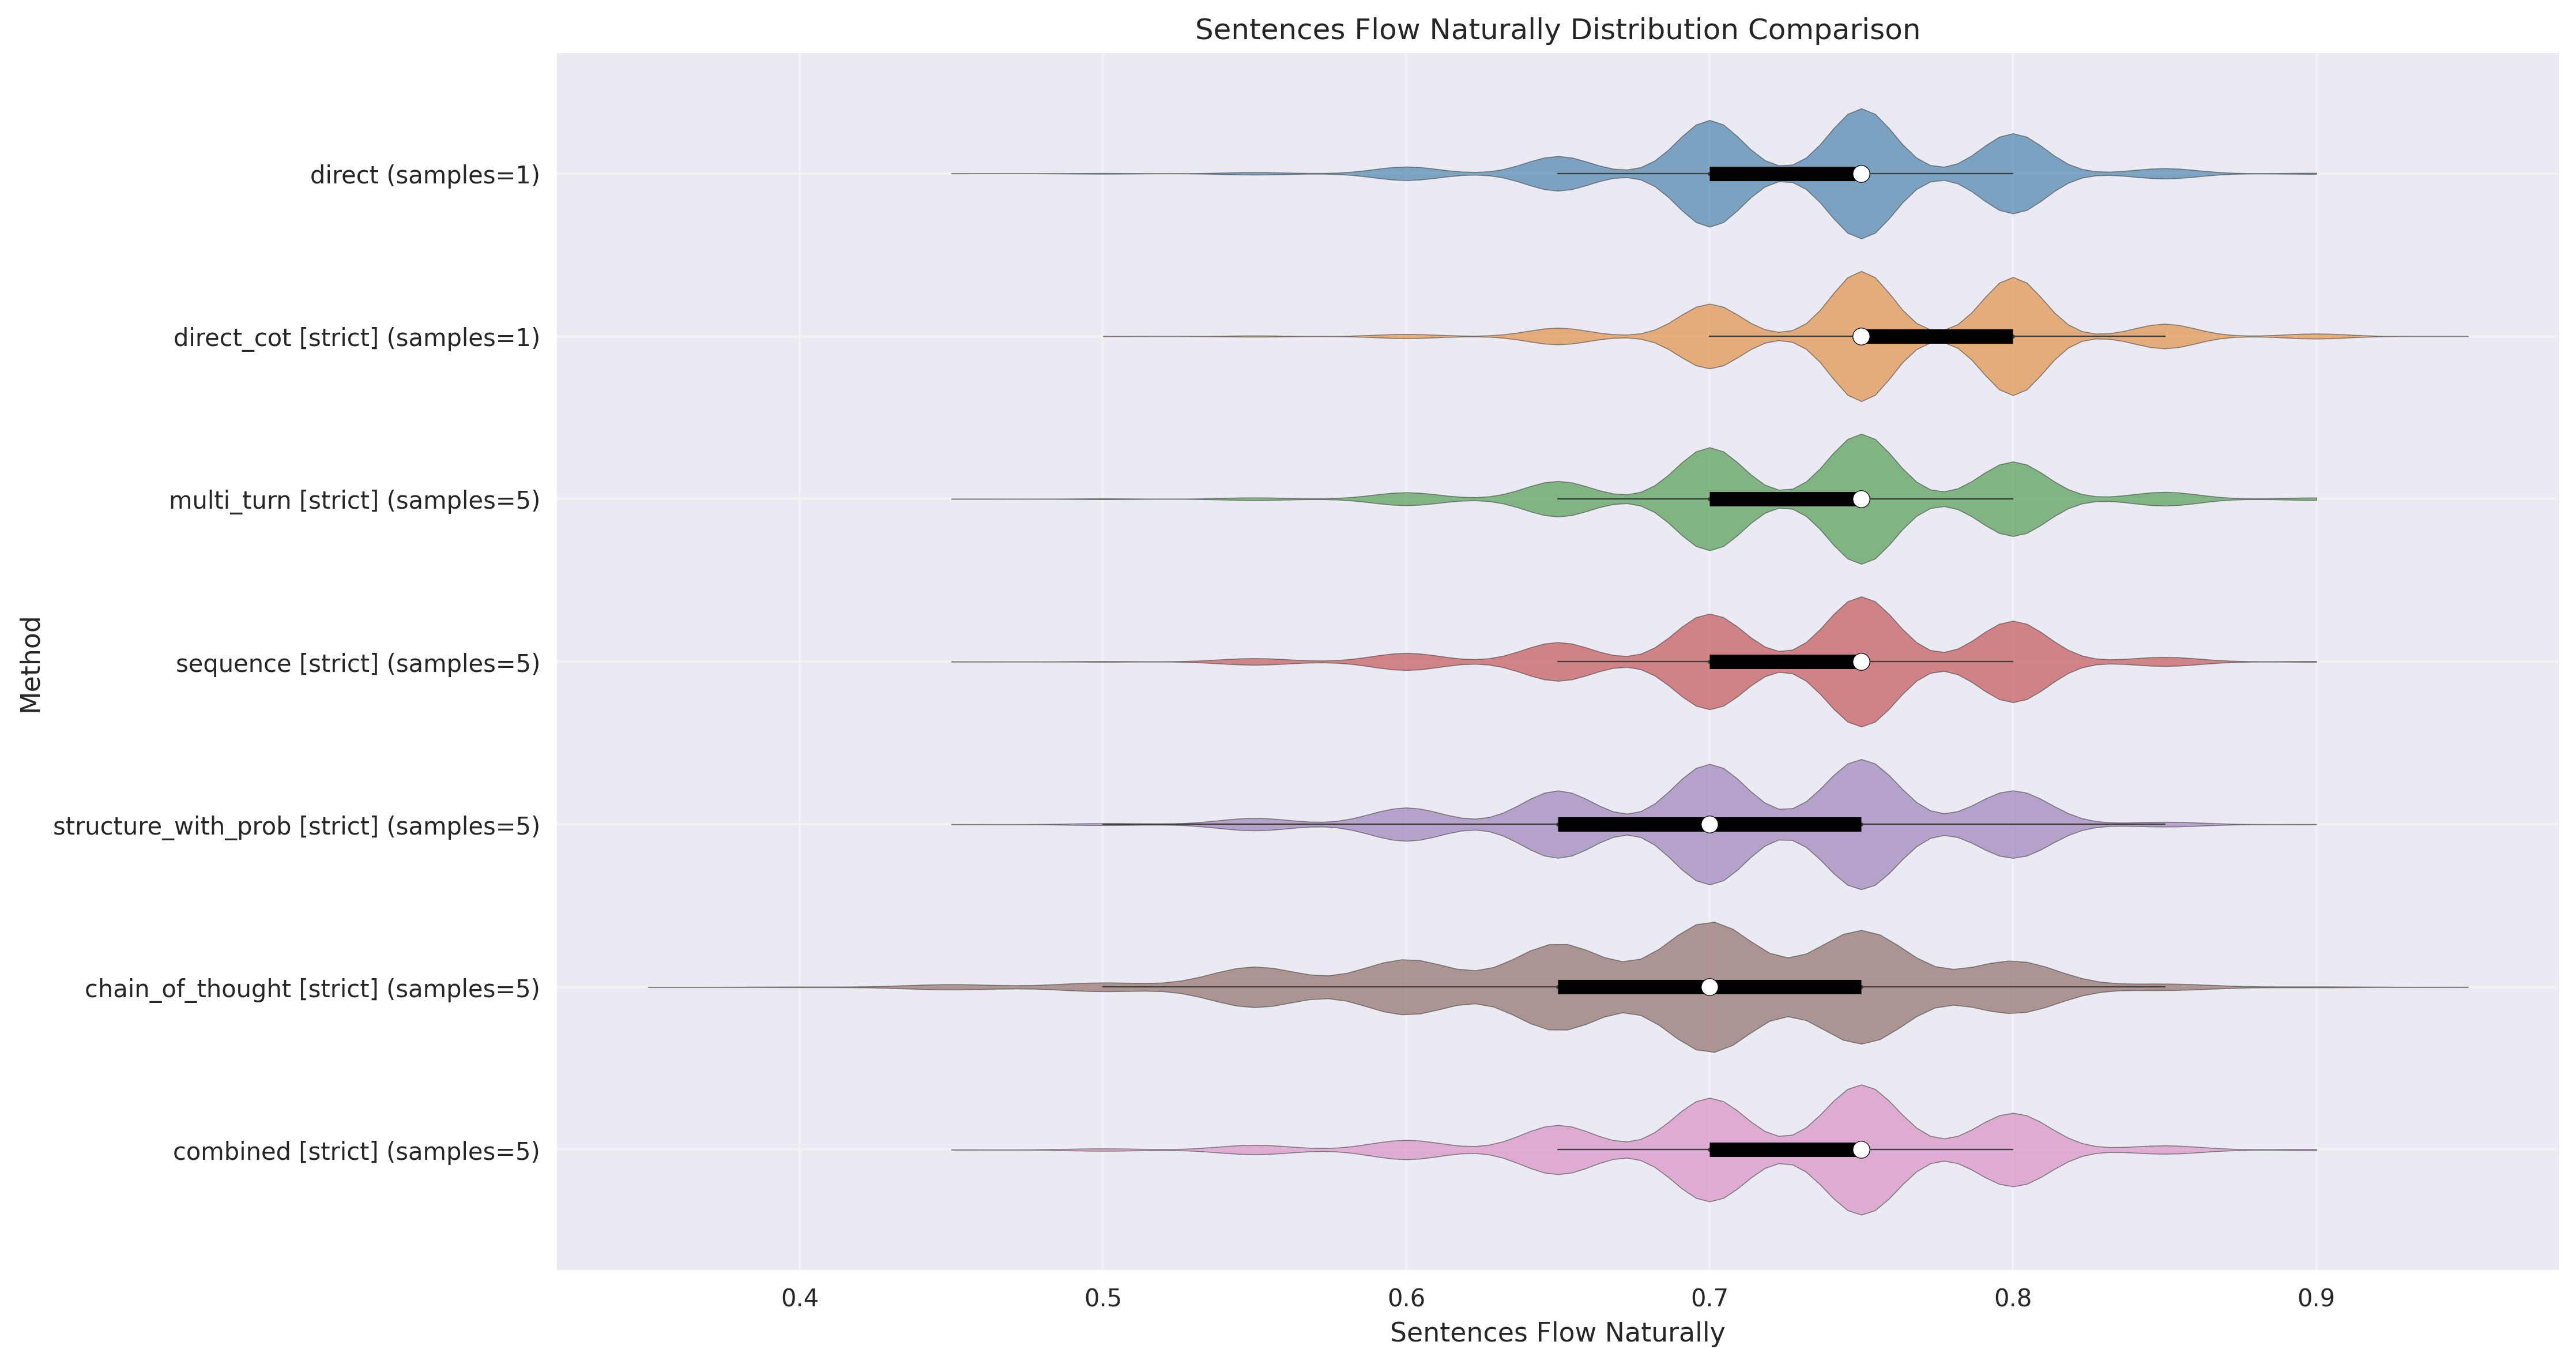 Sentences Flow Naturally Distribution Comparison
direct (samples=1)
direct_cot [strict] (samples=1)
multi_turn [strict] (samples=5)
sequence [strict] (samples=5)
structure_with_prob [strict] (samples=5)
chain_of_thought [strict] (samples=5)
combined [strict] (samples=5)
Method
0.4 0.5 0.6 0.7 0.8 0.9
Sentences Flow Naturally